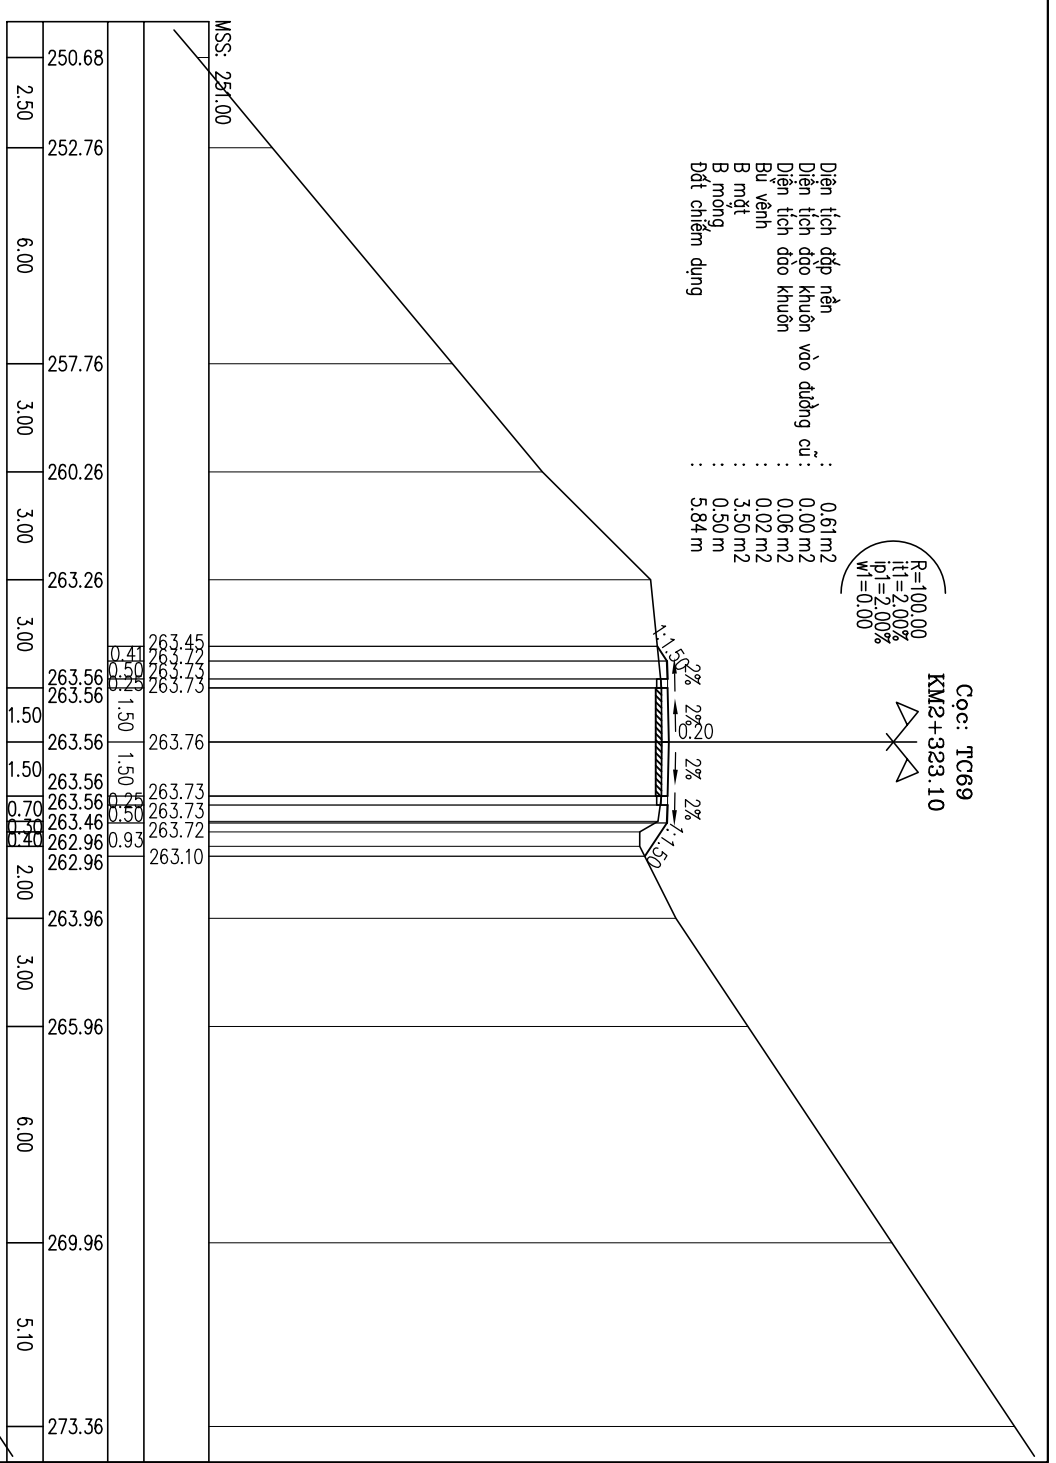 Cọc: TC69
KM2+323.10
R=100.00
it1=2.00%
ip1=2.00%
w1=0.00
Diện tích đắp nền : 0.61m2
Diện tích đào khuôn vào đường cũ : 0.00m2
Diện tích đào khuôn : 0.06m2
Bù vênh : 0.02m2
B mặt : 3.50m2
B mỏng : 0.50m
Đất chiếm dụng : 5.84m
0.20
1:1.50 2% 2% 2% 2% 1:1.50
MSS: 251.00
263.45 263.72 263.73 263.73 263.76 263.73 263.73 263.72 263.10
0.41 0.50 0.25 1.50 1.50 0.25 0.50 0.93
250.68 252.76 257.76 260.26 263.26 263.56 263.56 263.56 263.56 263.56 263.46 262.96 262.96 263.96 265.96 269.96 273.36
2.50 6.00 3.00 3.00 3.00 1.50 1.50 0.70 0.30 0.40 2.00 3.00 6.00 5.10